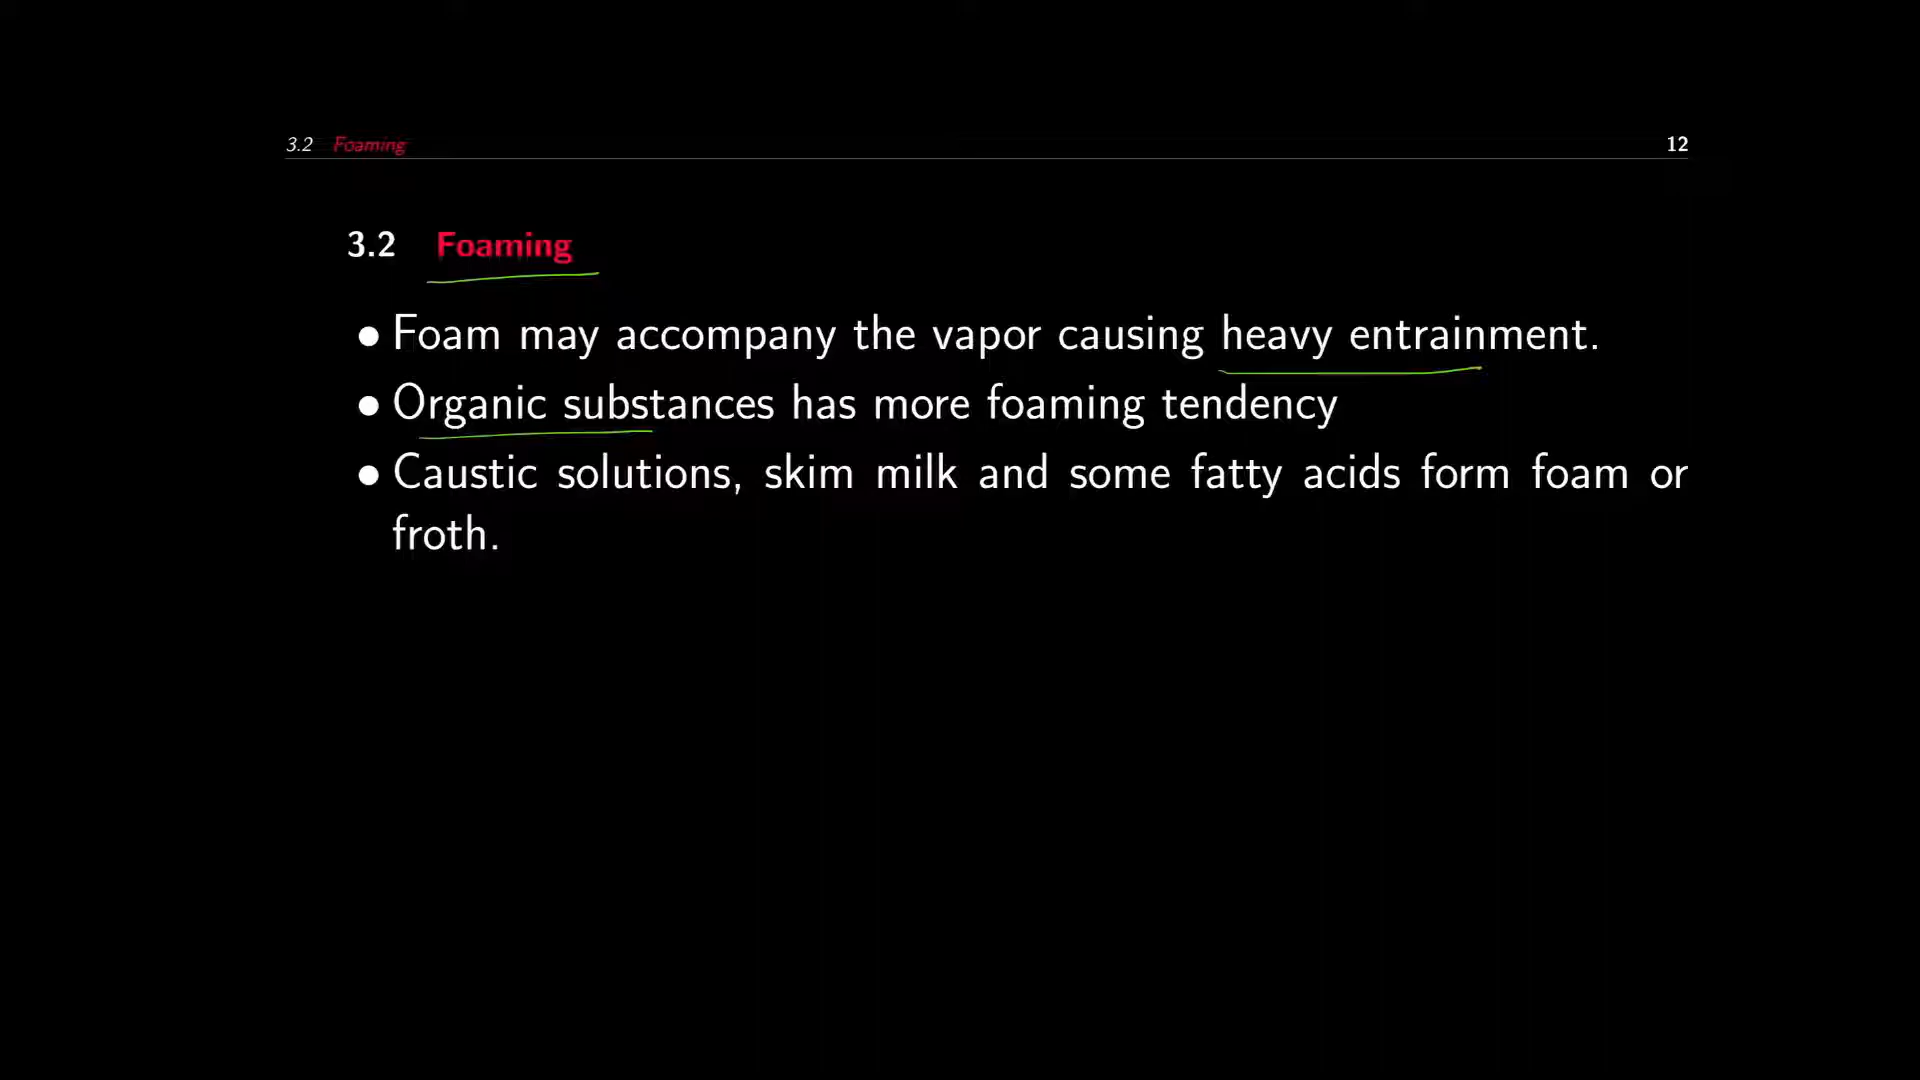 3.2 Foaming 12
3.2 Foaming
• Foam may accompany the vapor causing heavy entrainment.
• Organic substances has more foaming tendency
• Caustic solutions, skim milk and some fatty acids form foam or
froth.